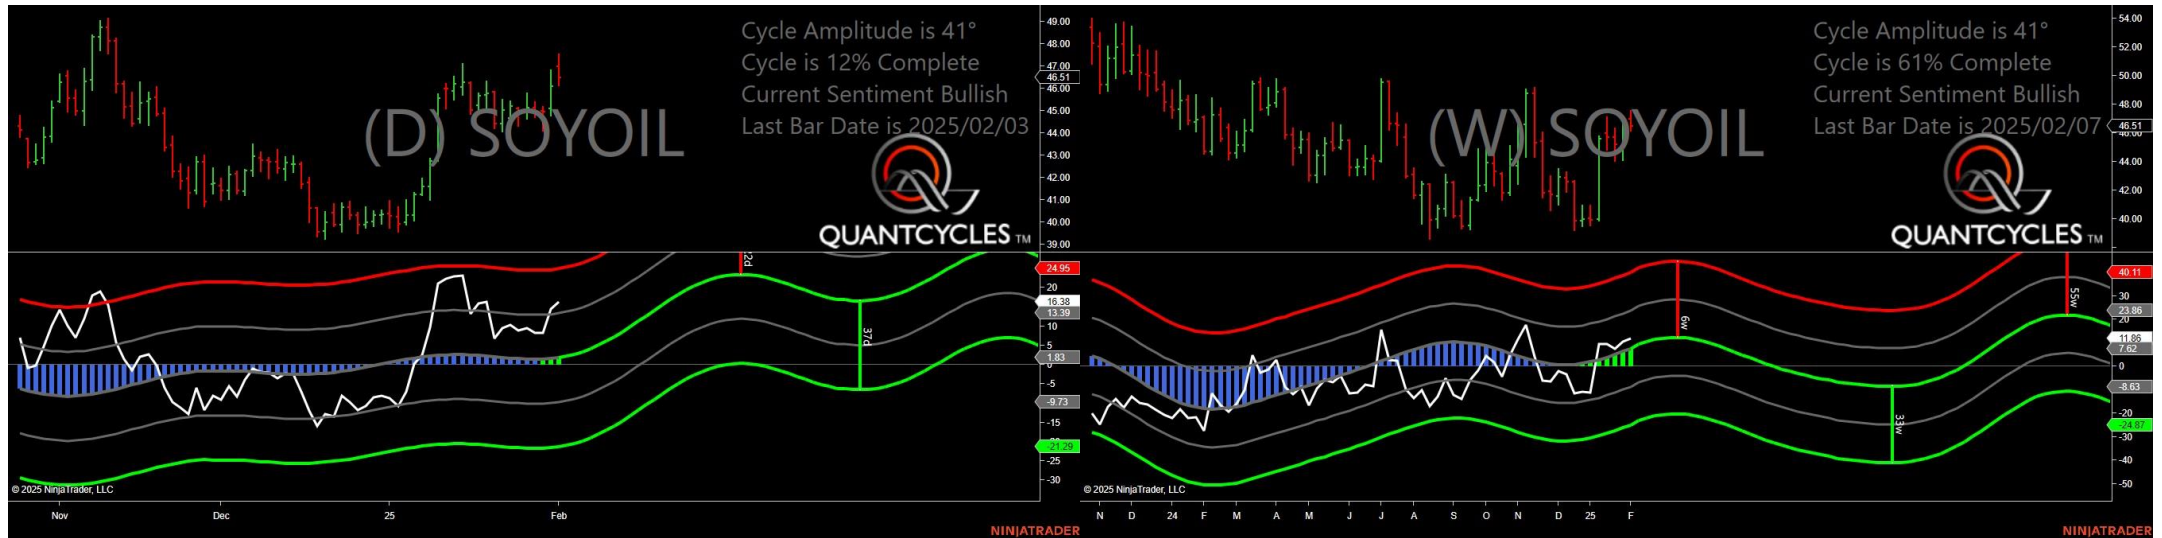 Cycle Amplitude is 41°
Cycle is 12% Complete
Current Sentiment Bullish
Last Bar Date is 2025/02/03
(D) SOYOIL
QUANTCYCLES TM
49.00
48.00
47.00
46.51
46.00
45.00
44.00
43.00
42.00
41.00
40.00
39.00
22d
37d
24.95
20
16.38
13.39
10
5
1.83
0
-5
-9.73
-15
-21.29
-25
-30
© 2025 NinjaTrader, LLC
Nov Dec 25 Feb
NINJATRADER
Cycle Amplitude is 41°
Cycle is 61% Complete
Current Sentiment Bullish
Last Bar Date is 2025/02/07
(W) SOYOIL
QUANTCYCLES TM
54.00
52.00
50.00
48.00
46.51
46.00
44.00
42.00
40.00
6w
33w
55w
40.11
30
23.86
20
11.86
7.62
0
-8.63
-20
-24.87
-30
-40
-50
© 2025 NinjaTrader, LLC
N D 24 F M A M J J A S O N D 25 F
NINJATRADER